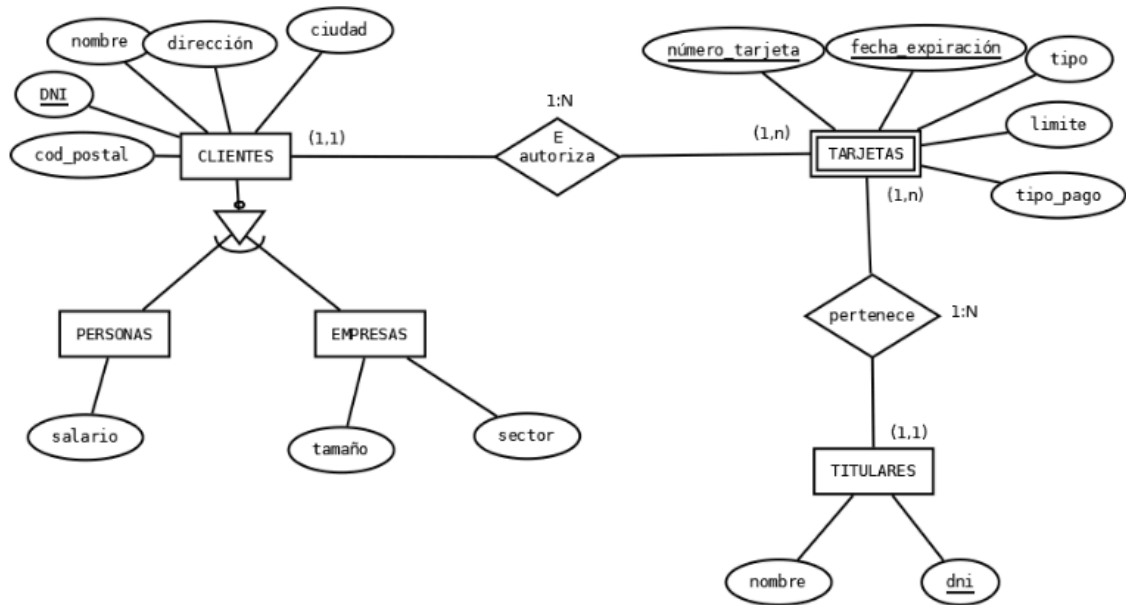 nombre
dirección
ciudad
DNI
cod_postal
CLIENTES
(1,1)
1:N
E
autoriza
(1,n)
número_tarjeta
fecha_expiración
tipo
limite
tipo_pago
TARJETAS
(1,n)
PERSONAS
EMPRESAS
salario
tamaño
sector
pertenece
1:N
(1,1)
TITULARES
nombre
dni